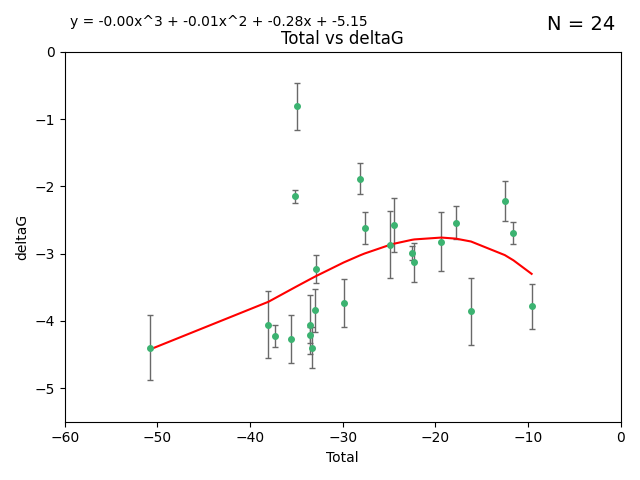 y = -0.00x^3 + -0.01x^2 + -0.28x + -5.15
N = 24
Total vs deltaG
0
−1
−2
−3
−4
−5
deltaG
−60 −50 −40 −30 −20 −10 0
Total